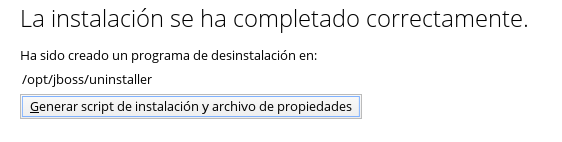 La instalación se ha completado correctamente.
Ha sido creado un programa de desinstalación en:
/opt/jboss/uninstaller
Generar script de instalación y archivo de propiedades